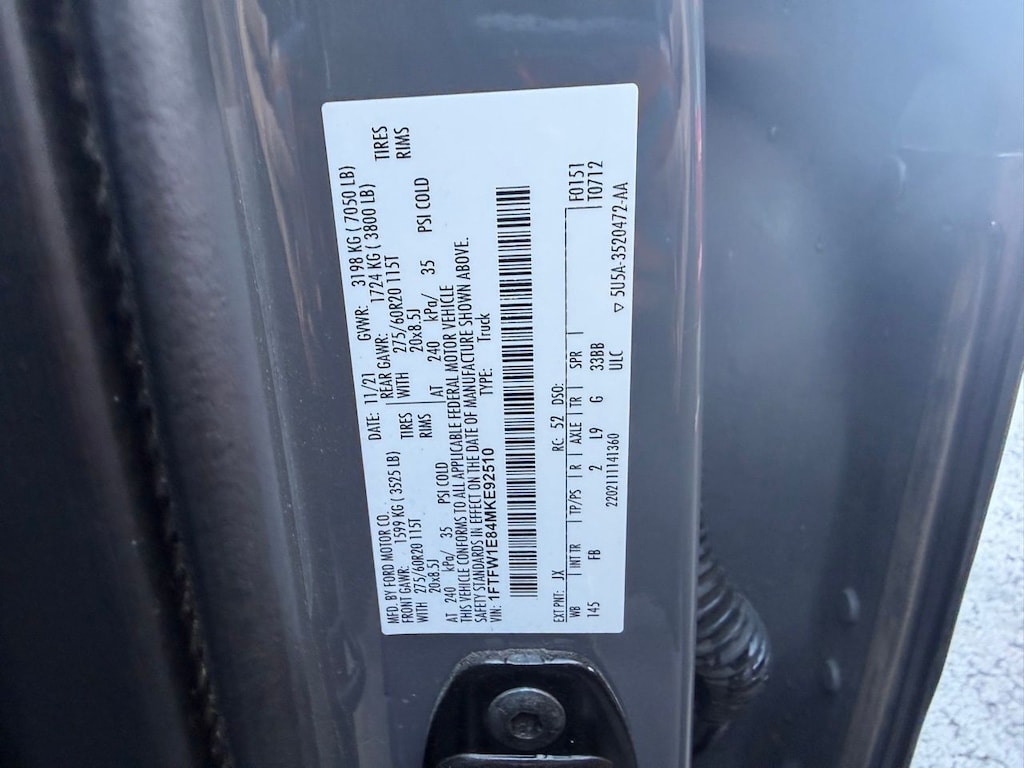 MFD. BY FORD MOTOR CO.
DATE: 11/21 GVWR: 3198 KG ( 7050 LB)
FRONT GAWR: 1599 KG ( 3525 LB)
REAR GAWR: 1724 KG ( 3800 LB)
WITH 275/60R20 115T TIRES
WITH 275/60R20 115T TIRES
20x8.5J RIMS
20x8.5J RIMS
AT 240 kPa/ 35 PSI COLD
AT 240 kPa/ 35 PSI COLD
THIS VEHICLE CONFORMS TO ALL APPLICABLE FEDERAL MOTOR VEHICLE
SAFETY STANDARDS IN EFFECT ON THE DATE OF MANUFACTURE SHOWN ABOVE.
VIN: 1FTFW1E84MKE92510 TYPE: Truck
EXT PNT: JX RC: 52 DSO: F0151
WB INT TR TP/PS R AXLE TR SPR T0712
145 FB 2 L9 G 33BB
220211114136O ULC ▽ 5U5A-3520472-AA